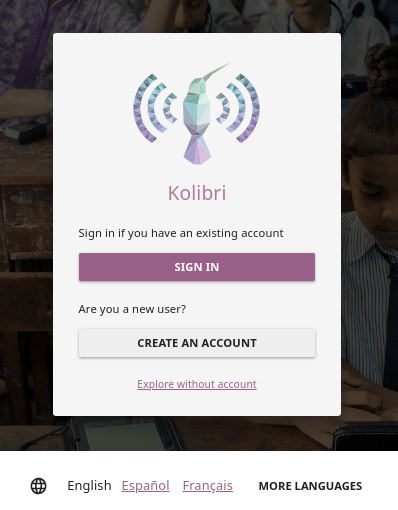 Kolibri
Sign in if you have an existing account
SIGN IN
Are you a new user?
CREATE AN ACCOUNT
Explore without account
English Español Français MORE LANGUAGES